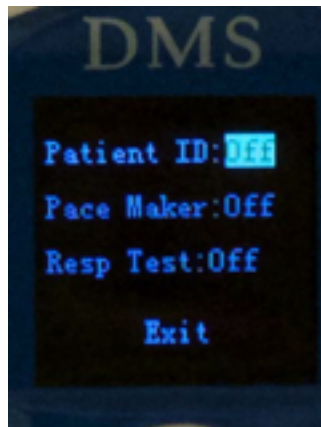 DMS
Patient ID:Off
Pace Maker:Off
Resp Test:Off
Exit